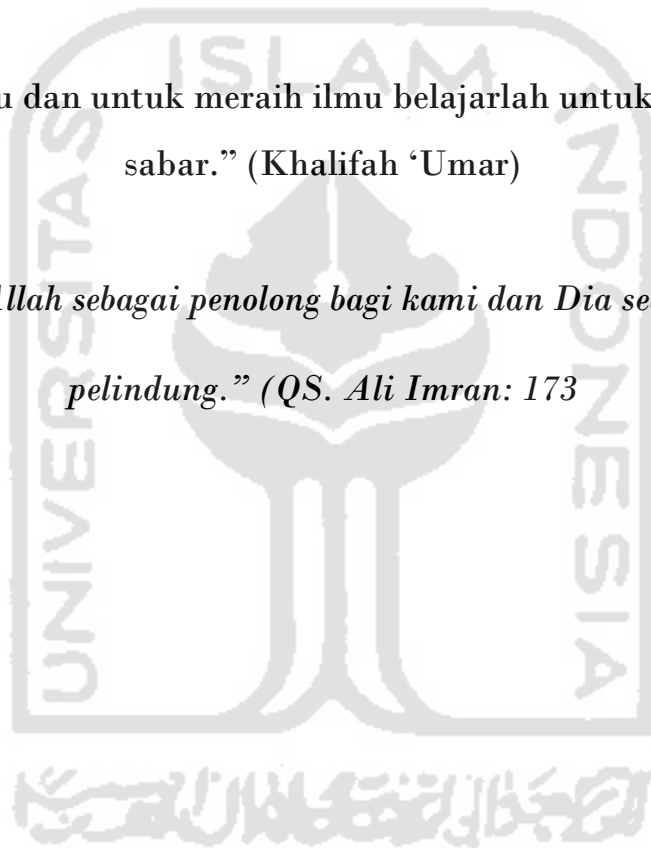 ISLAM
UNIVERSITAS
INDONESIA
u dan untuk meraih ilmu belajarlah untuk
sabar.” (Khalifah ‘Umar)
llah sebagai penolong bagi kami dan Dia se
pelindung.” (QS. Ali Imran: 173